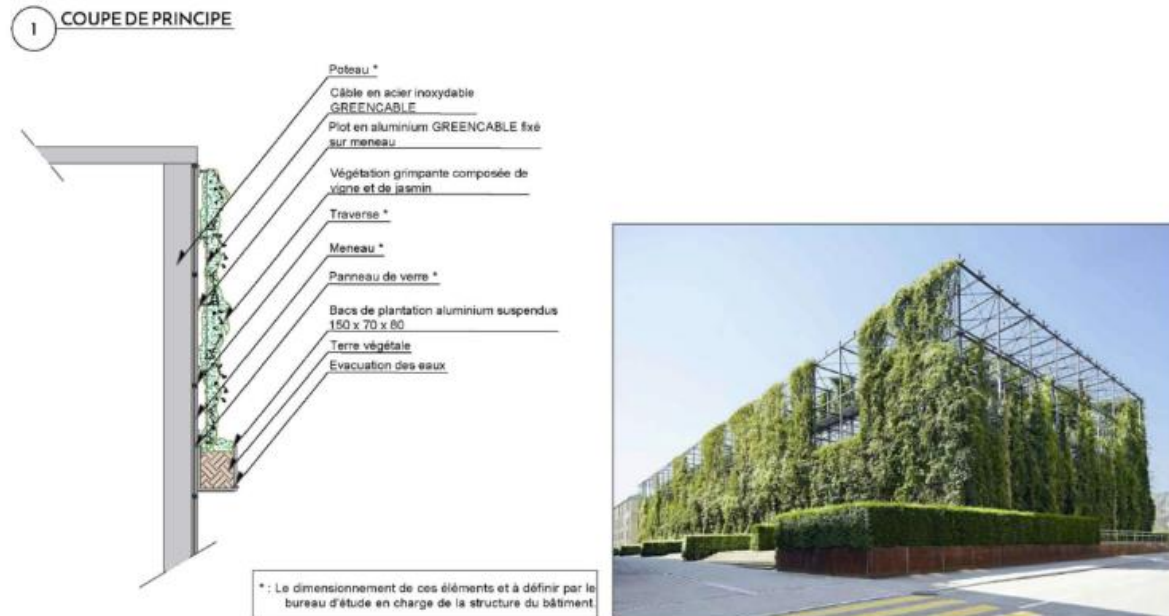 1 COUPE DE PRINCIPE
Poteau *
Câble en acier inoxydable
GREENCABLE
Plot en aluminium GREENCABLE fixé
sur meneau
Végétation grimpante composée de
vigne et de jasmin
Traverse *
Meneau *
Panneau de verre *
Bacs de plantation aluminium suspendus
150 x 70 x 80
Terre végétale
Evacuation des eaux
* : Le dimensionnement de ces éléments et à définir par le
bureau d'étude en charge de la structure du bâtiment.